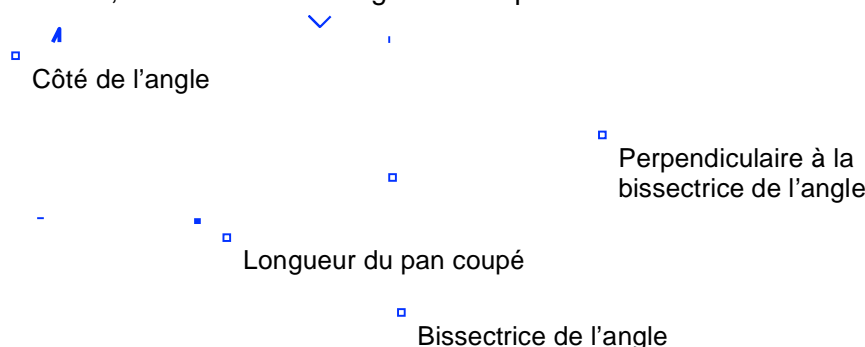 Côté de l'angle
Perpendiculaire à la
bissectrice de l'angle
Longueur du pan coupé
Bissectrice de l'angle